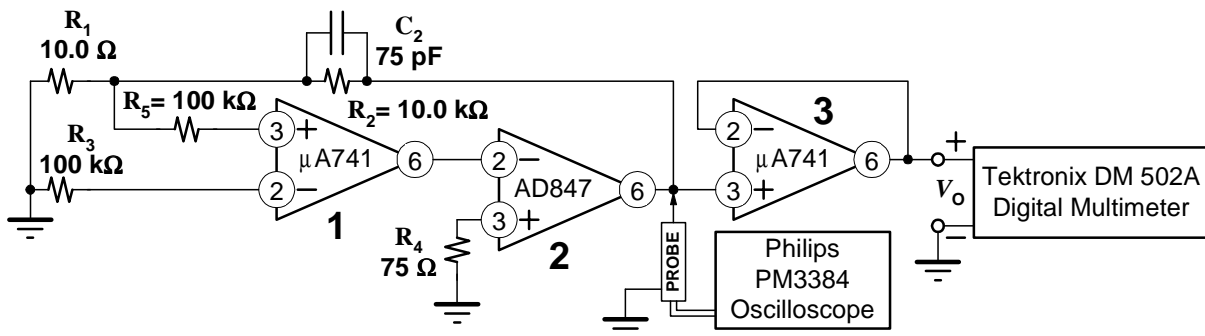 R1
10.0 Ω
C2
75 pF
R5= 100 kΩ
R2= 10.0 kΩ
R3
100 kΩ
3
+
μA741
2
−
6
1
2
−
AD847
3
+
6
2
R4
75 Ω
PROBE
Philips
PM3384
Oscilloscope
2
−
μA741
3
+
6
3
+
VO
−
Tektronix DM 502A
Digital Multimeter